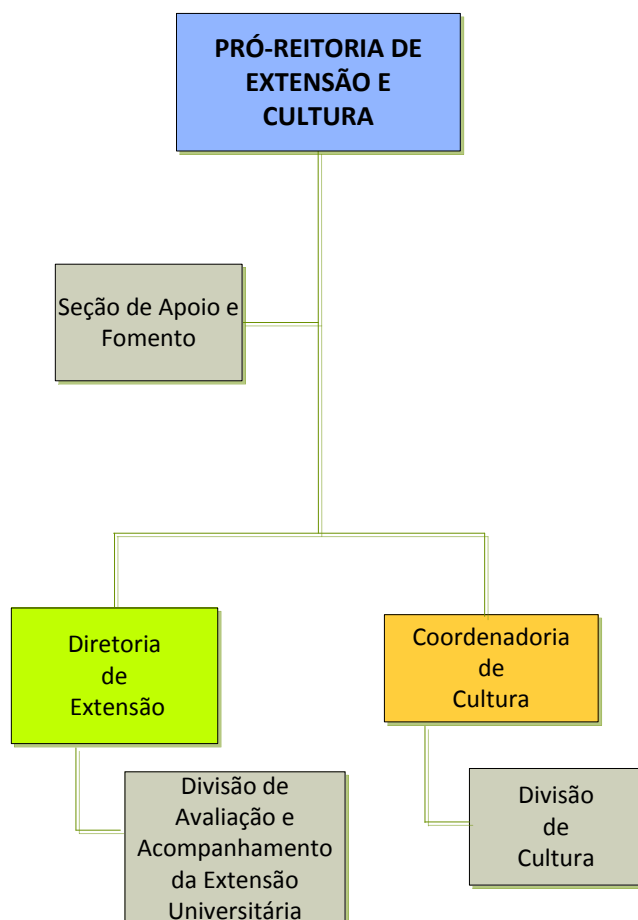 PRÓ-REITORIA DE
EXTENSÃO E
CULTURA
Seção de Apoio e
Fomento
Diretoria
de
Extensão
Coordenadoria
de
Cultura
Divisão de
Avaliação e
Acompanhamento
da Extensão
Universitária
Divisão
de
Cultura